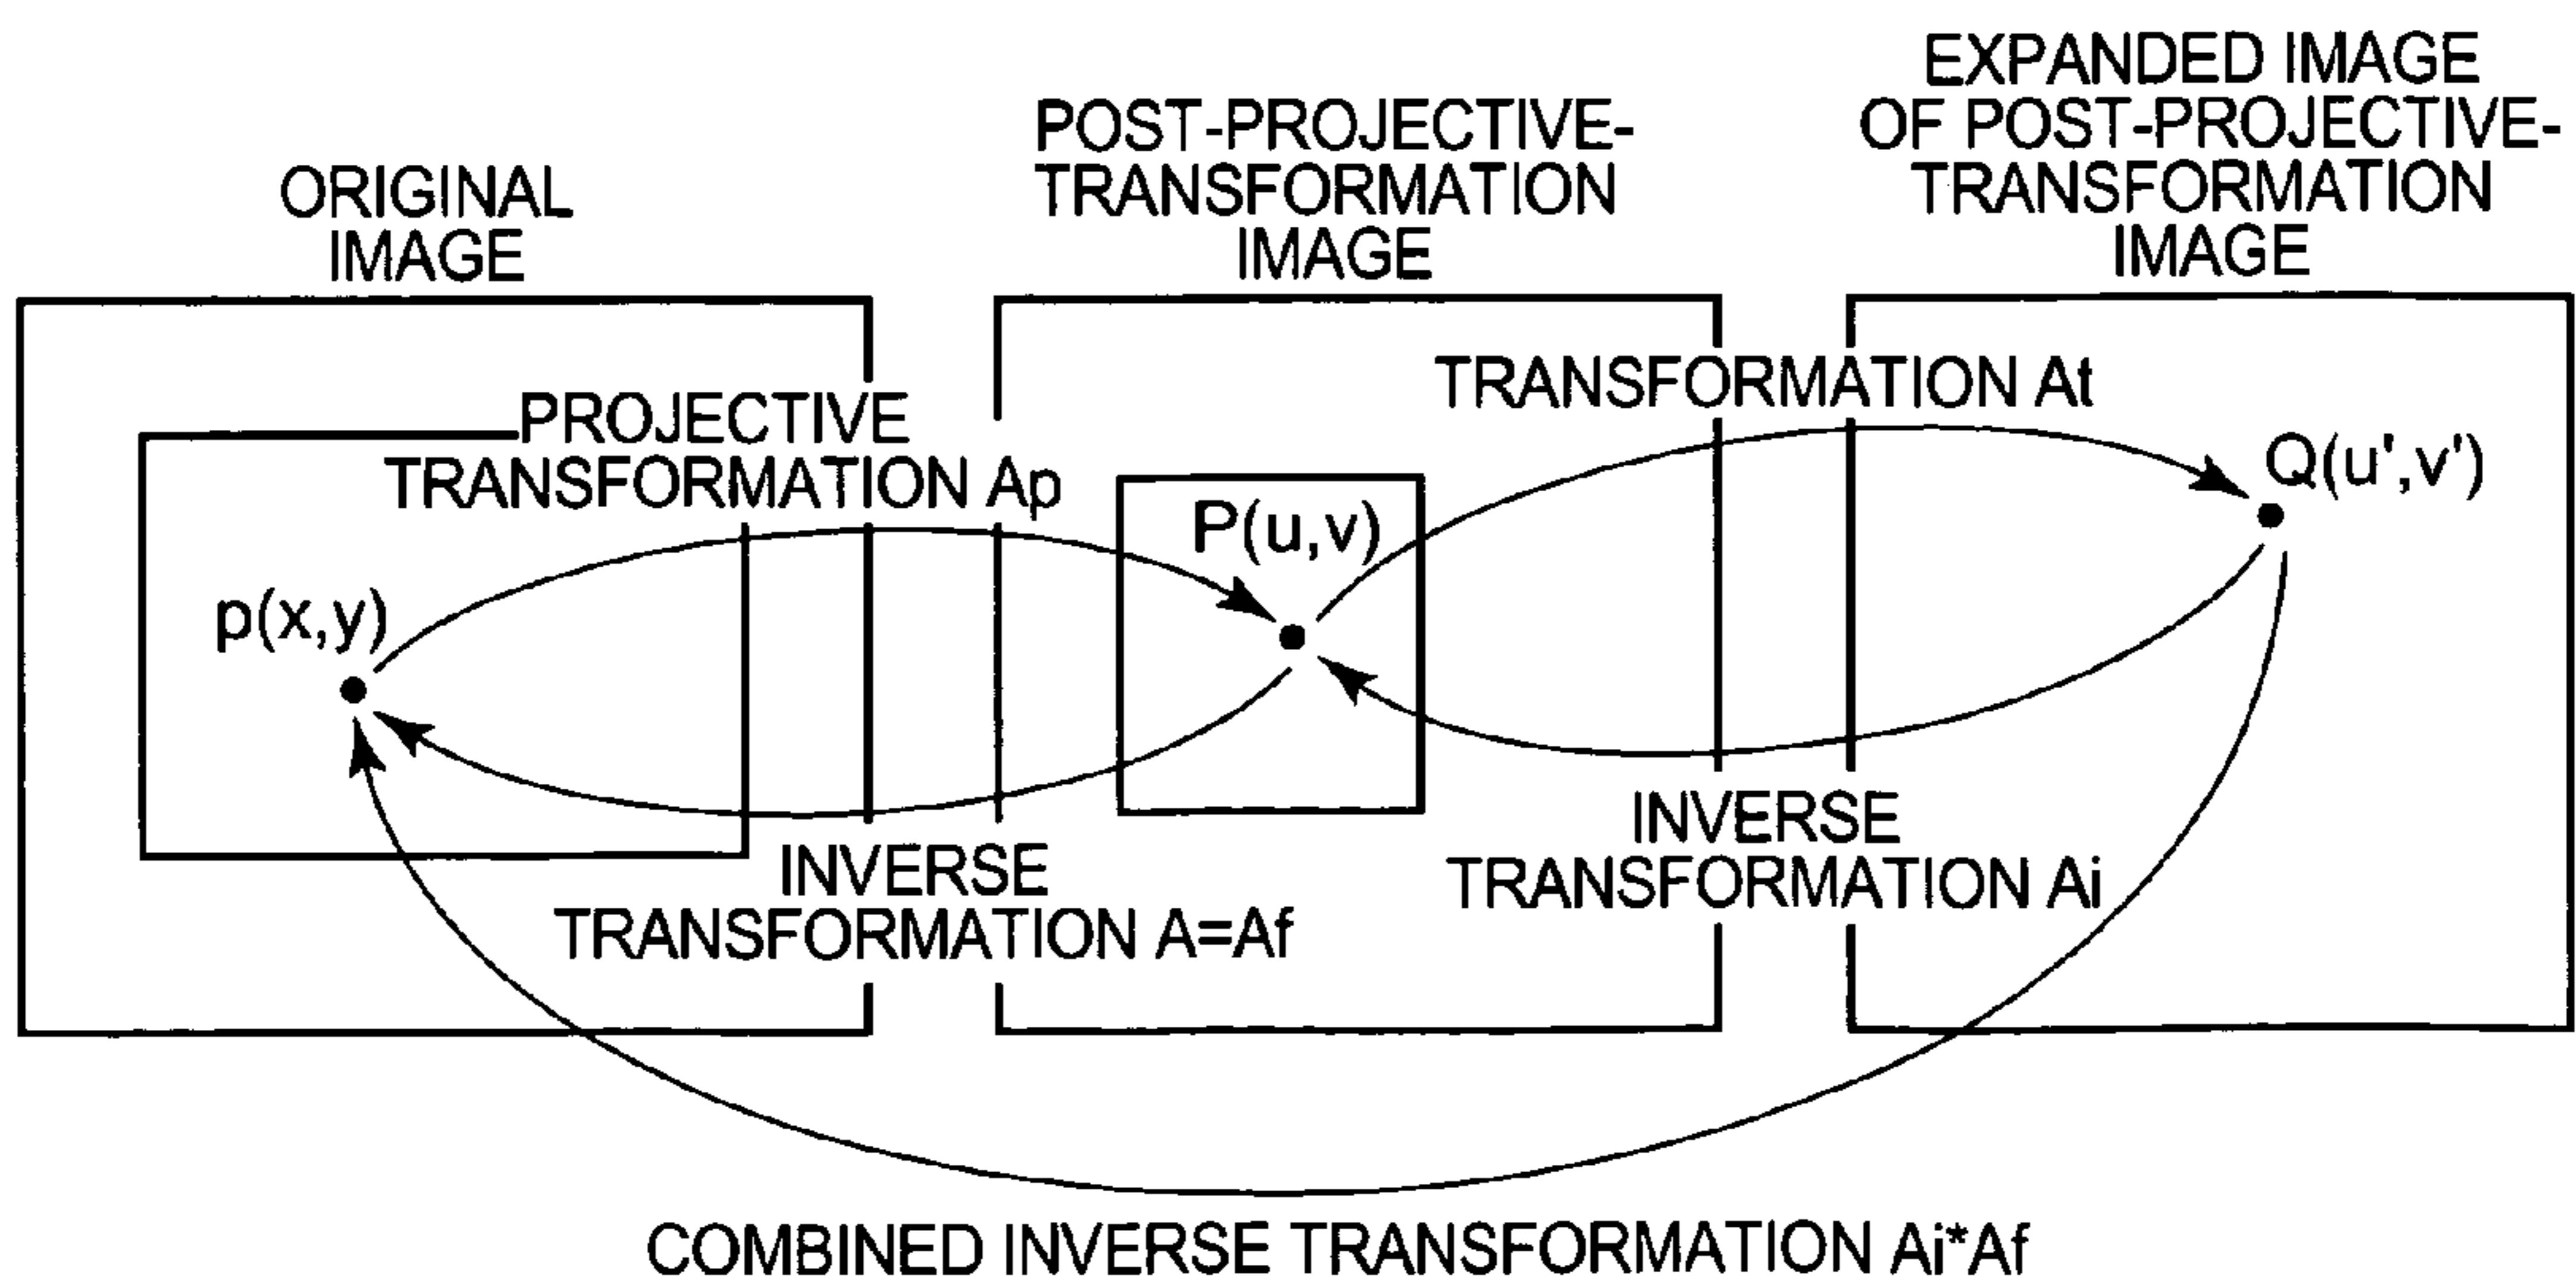 ORIGINAL
IMAGE
POST-PROJECTIVE-
TRANSFORMATION
IMAGE
EXPANDED IMAGE
OF POST-PROJECTIVE-
TRANSFORMATION
IMAGE
PROJECTIVE
TRANSFORMATION Ap
TRANSFORMATION At
p(x,y)
P(u,v)
Q(u',v')
INVERSE
TRANSFORMATION A=Af
INVERSE
TRANSFORMATION Ai
COMBINED INVERSE TRANSFORMATION Ai*Af